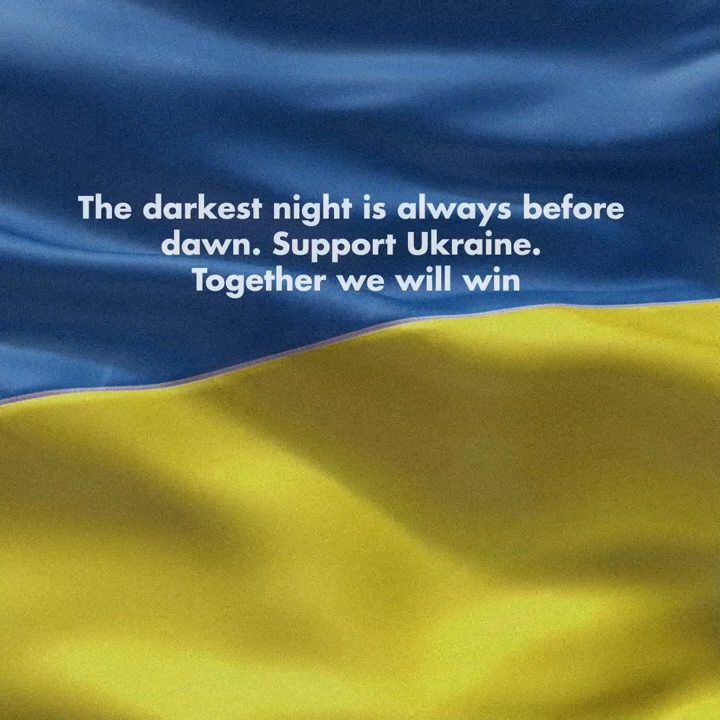 The darkest night is always before
dawn. Support Ukraine.
Together we will win